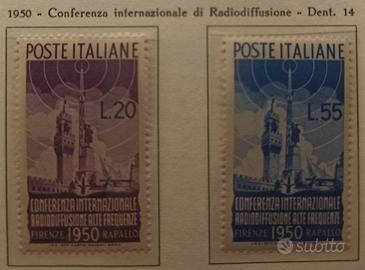 1950 - Conferenza internazionale di Radiodiffusione - Dent. 14
POSTE ITALIANE
L.20
CONFERENZA INTERNAZIONALE
RADIODIFFUSIONE ALTE FREQUENZE
FIRENZE 1950 RAPALLO
POSTE ITALIANE
L.55
CONFERENZA INTERNAZIONALE
RADIODIFFUSIONE ALTE FREQUENZE
FIRENZE 1950 RAPALLO
subito